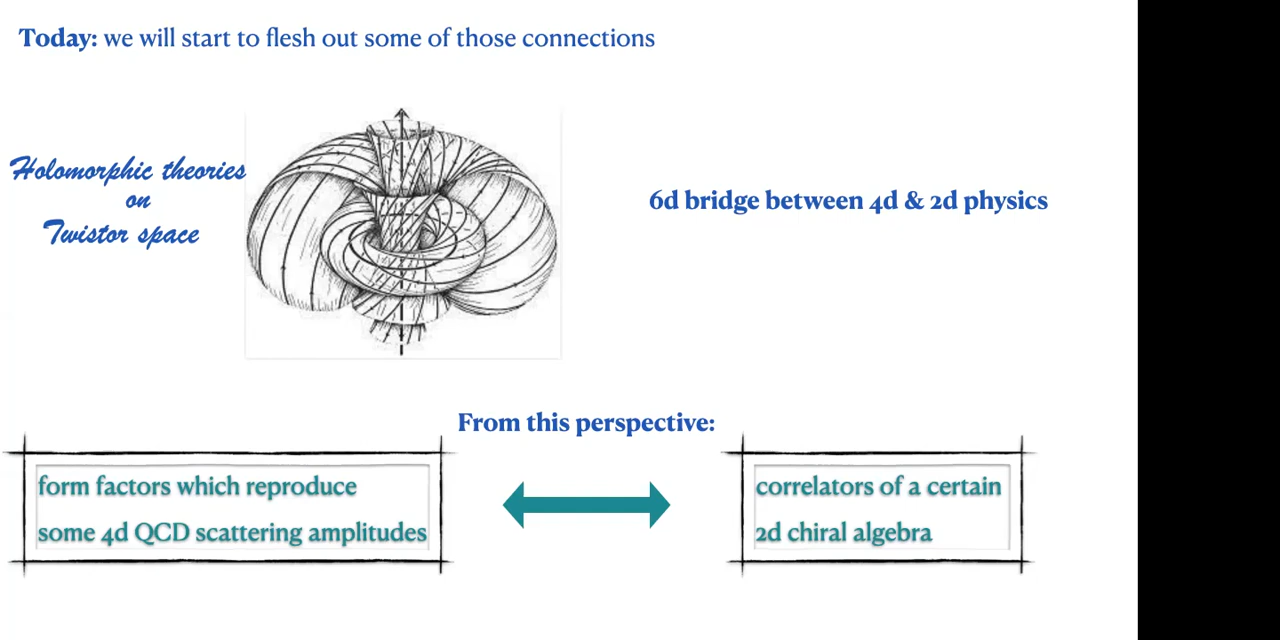 Today: we will start to flesh out some of those connections
Holomorphic theories
on
Twistor space
6d bridge between 4d & 2d physics
From this perspective:
form factors which reproduce
some 4d QCD scattering amplitudes
correlators of a certain
2d chiral algebra